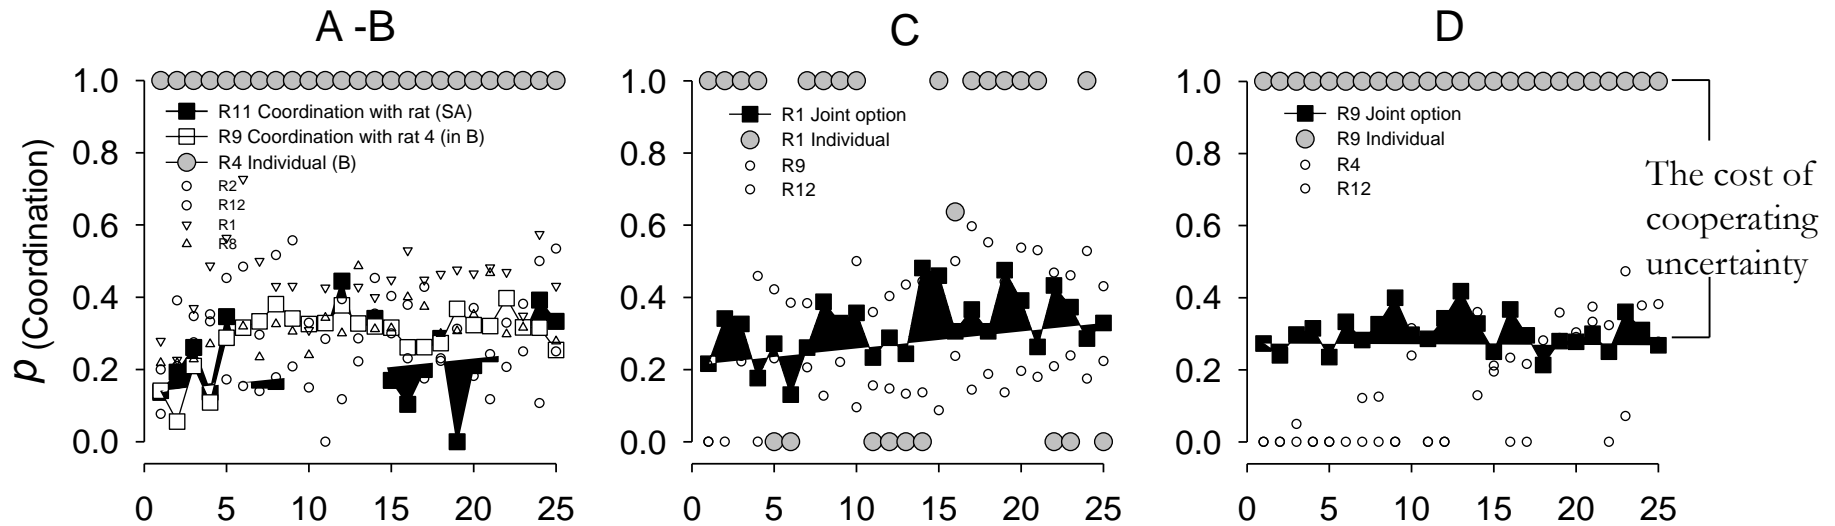 A -B
C
D
p (Coordination)
1.0
0.8
0.6
0.4
0.2
0.0
R11 Coordination with rat (SA)
R9 Coordination with rat 4 (in B)
R4 Individual (B)
R2
R12
R1
R8
0 5 10 15 20 25
1.0
0.8
0.6
0.4
0.2
0.0
R1 Joint option
R1 Individual
R9
R12
0 5 10 15 20 25
1.0
0.8
0.6
0.4
0.2
0.0
R9 Joint option
R9 Individual
R4
R12
0 5 10 15 20 25
The cost of
cooperating
uncertainty